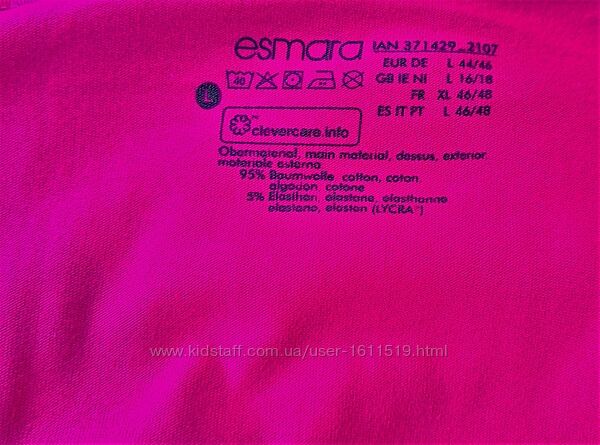 esmara
IAN 371429_2107
EUR DE L 44/46
GB IE NI L 16/18
FR XL 46/48
ES IT PT L 46/48
40
L
clevercare.info
Obermaterial, main material, dessus, exterior
materiale esterno
95% Baumwolle cotton, coton
algodón cotone
5% Elasthan, elastane, élasthanne
elastano, elastan (LYCRA®)
www.kidstaff.com.ua/user-1611519.html